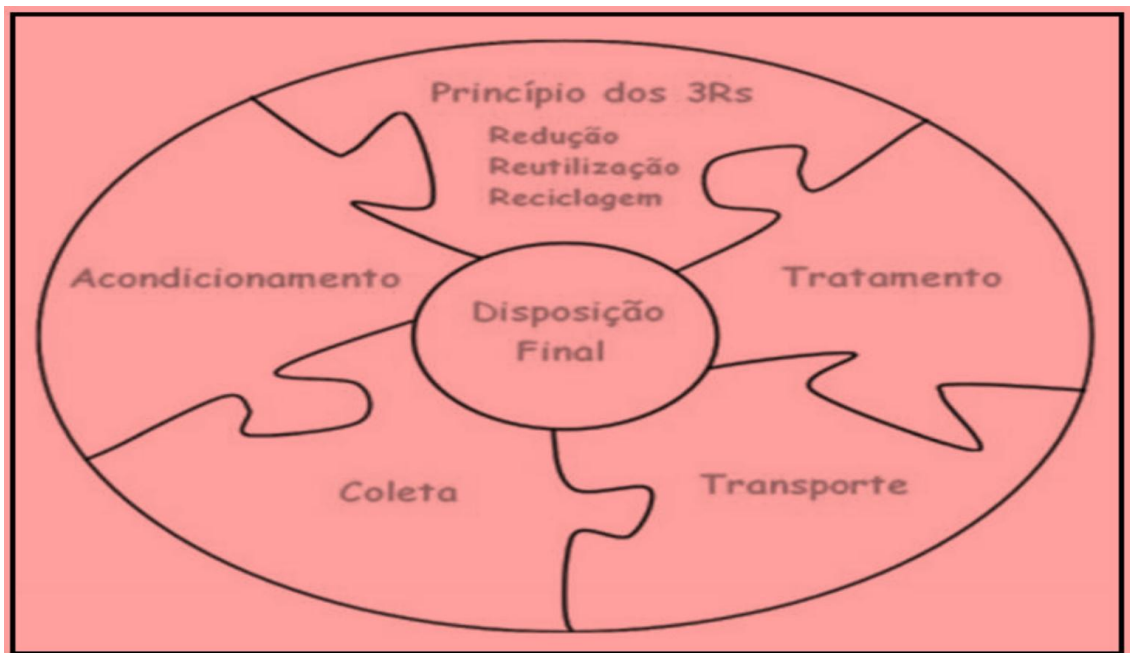 Princípio dos 3Rs
Redução
Reutilização
Reciclagem
Acondicionamento
Tratamento
Disposição
Final
Coleta
Transporte